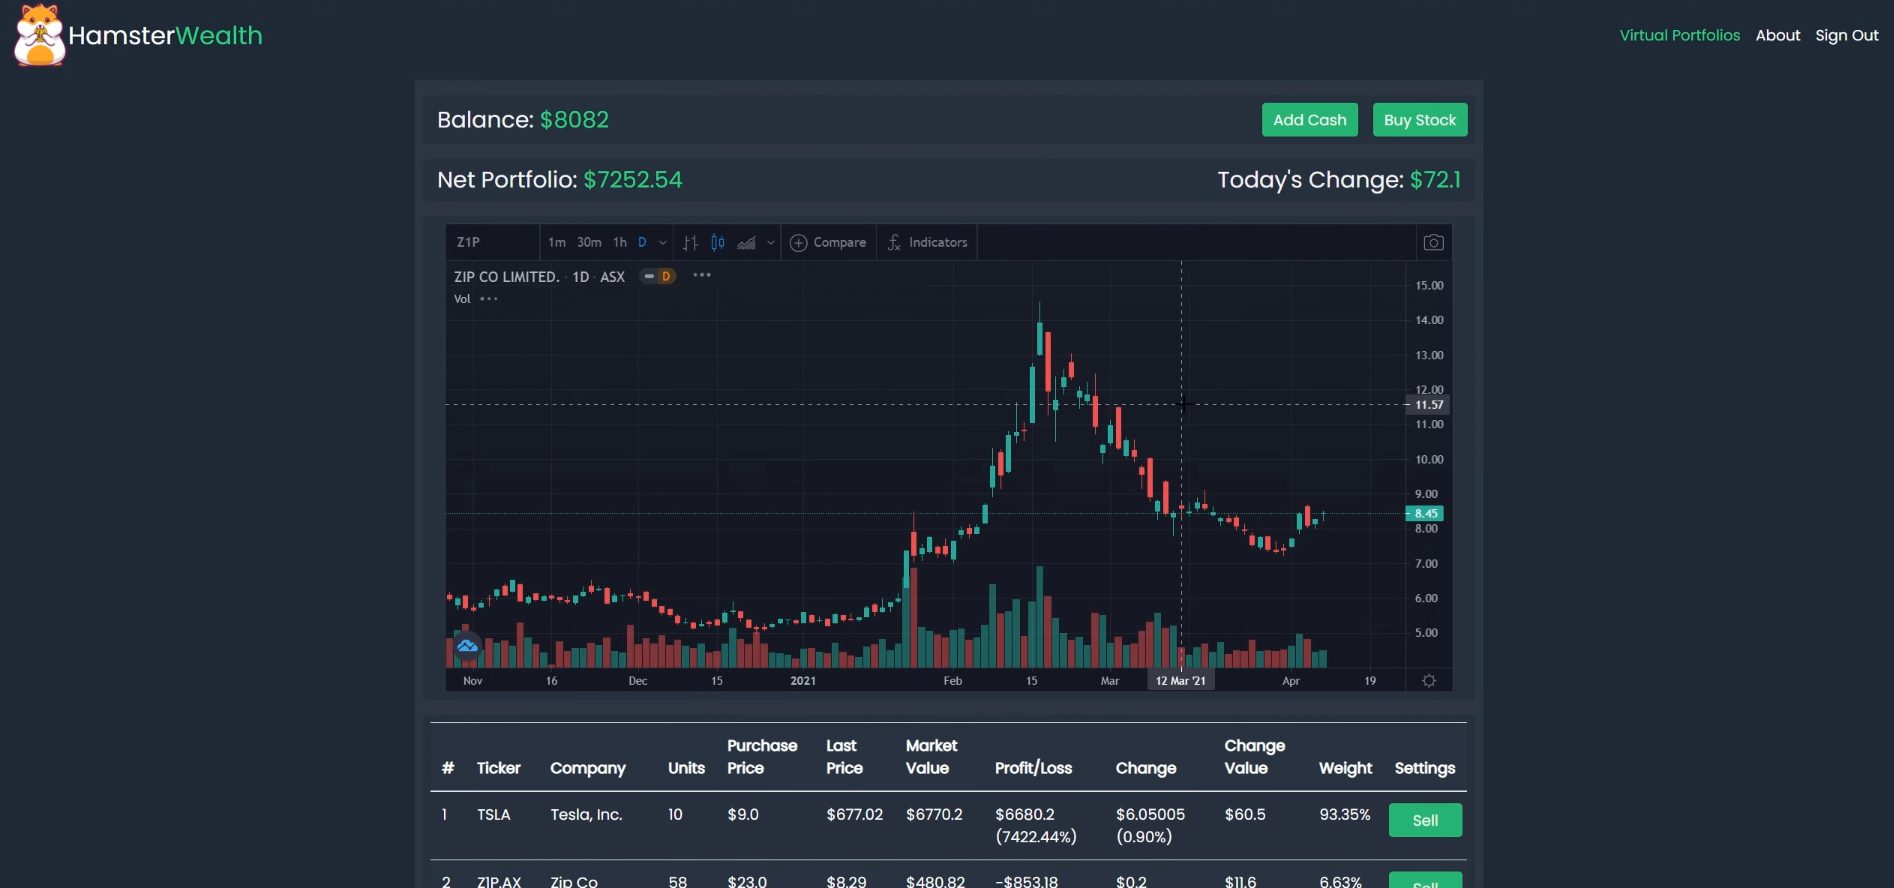 HamsterWealth
Virtual Portfolios About Sign Out
Balance: $8082
Add Cash
Buy Stock
Net Portfolio: $7252.54
Today's Change: $72.1
Z1P 1m 30m 1h D Compare Indicators
ZIP CO LIMITED. · 1D · ASX D ···
Vol ···
15.00
14.00
13.00
12.00
11.57
11.00
10.00
9.00
8.45
8.00
7.00
6.00
5.00
Nov 16 Dec 15 2021 Feb 15 Mar 12 Mar '21 Apr 19
# Ticker Company Units Purchase Price Last Price Market Value Profit/Loss Change Change Value Weight Settings
1 TSLA Tesla, Inc. 10 $9.0 $677.02 $6770.2 $6680.2 $6.05005 $60.5 93.35% Sell
(7422.44%) (0.90%)
2 Z1P.AX Zip Co 58 $23.0 $8.29 $480.82 -$853.18 $0.2 $11.6 6.63% Sell